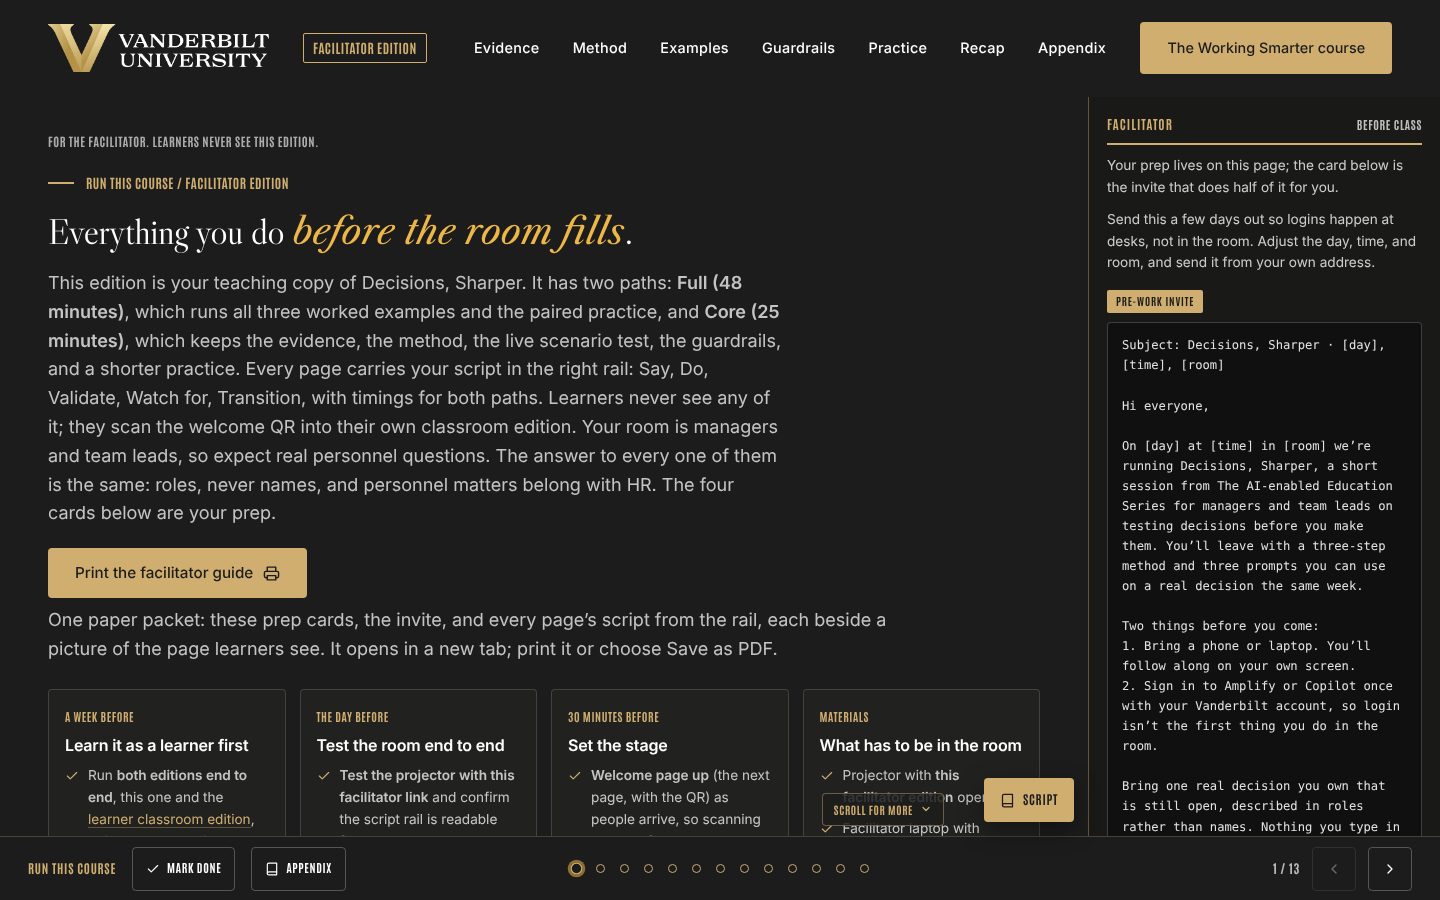 VANDERBILT
UNIVERSITY
FACILITATOR EDITION
Evidence
Method
Examples
Guardrails
Practice
Recap
Appendix
The Working Smarter course
FOR THE FACILITATOR. LEARNERS NEVER SEE THIS EDITION.
RUN THIS COURSE / FACILITATOR EDITION
Everything you do before the room fills.
This edition is your teaching copy of Decisions, Sharper. It has two paths: Full (48
minutes), which runs all three worked examples and the paired practice, and Core (25
minutes), which keeps the evidence, the method, the live scenario test, the guardrails,
and a shorter practice. Every page carries your script in the right rail: Say, Do,
Validate, Watch for, Transition, with timings for both paths. Learners never see any of
it; they scan the welcome QR into their own classroom edition. Your room is managers
and team leads, so expect real personnel questions. The answer to every one of them
is the same: roles, never names, and personnel matters belong with HR. The four
cards below are your prep.
Print the facilitator guide
One paper packet: these prep cards, the invite, and every page’s script from the rail, each beside a
picture of the page learners see. It opens in a new tab; print it or choose Save as PDF.
A WEEK BEFORE
Learn it as a learner first
Run both editions end to
end, this one and the
learner classroom edition,
THE DAY BEFORE
Test the room end to end
Test the projector with this
facilitator link and confirm
the script rail is readable
30 MINUTES BEFORE
Set the stage
Welcome page up (the next
page, with the QR) as
people arrive, so scanning
MATERIALS
What has to be in the room
Projector with this
facilitator edition open
Facilitator laptop with
SCROLL FOR MORE
SCRIPT
FACILITATOR
BEFORE CLASS
Your prep lives on this page; the card below is
the invite that does half of it for you.
Send this a few days out so logins happen at
desks, not in the room. Adjust the day, time, and
room, and send it from your own address.
PRE-WORK INVITE
Subject: Decisions, Sharper · [day],
[time], [room]
Hi everyone,
On [day] at [time] in [room] we’re
running Decisions, Sharper, a short
session from The AI-enabled Education
Series for managers and team leads on
testing decisions before you make
them. You’ll leave with a three-step
method and three prompts you can use
on a real decision the same week.
Two things before you come:
1. Bring a phone or laptop. You’ll
follow along on your own screen.
2. Sign in to Amplify or Copilot once
with your Vanderbilt account, so login
isn’t the first thing you do in the
room.
Bring one real decision you own that
is still open, described in roles
rather than names. Nothing you type in
RUN THIS COURSE
MARK DONE
APPENDIX
1 / 13